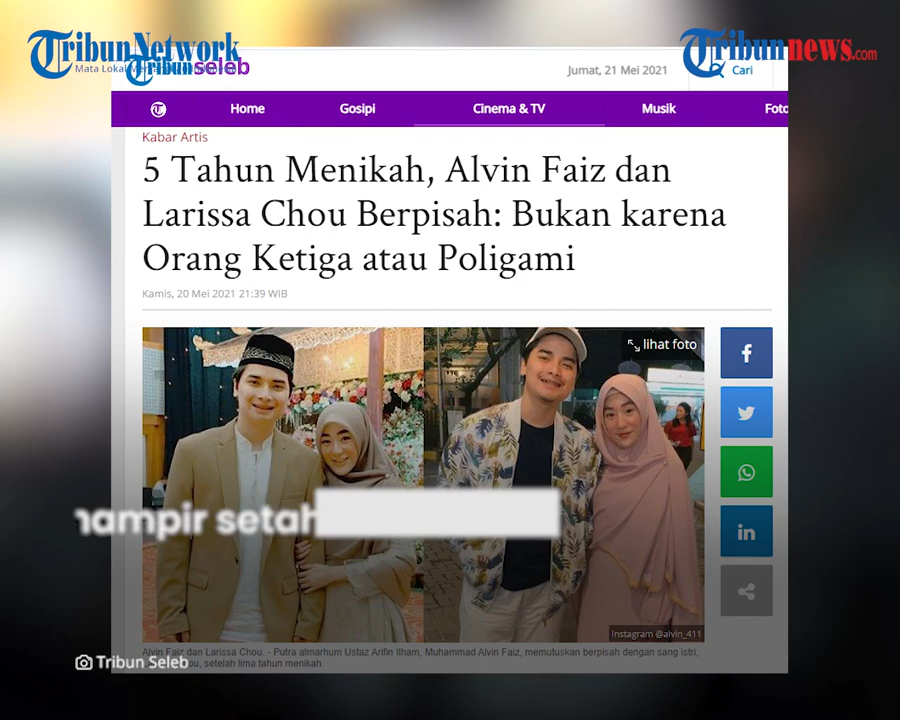 TribunNetwork
Tribunnews.com
Tribunseleb
Jumat, 21 Mei 2021
Cari
Home
Gosipi
Cinema & TV
Musik
Foto
Kabar Artis
5 Tahun Menikah, Alvin Faiz dan
Larissa Chou Berpisah: Bukan karena
Orang Ketiga atau Poligami
Kamis, 20 Mei 2021 21:39 WIB
lihat foto
hampir setah
Instagram @alvin_411
Alvin Faiz dan Larissa Chou. - Putra almarhum Ustaz Arifin Ilham, Muhammad Alvin Faiz, memutuskan berpisah dengan sang istri,
setelah lima tahun menikah.
Tribun Seleb